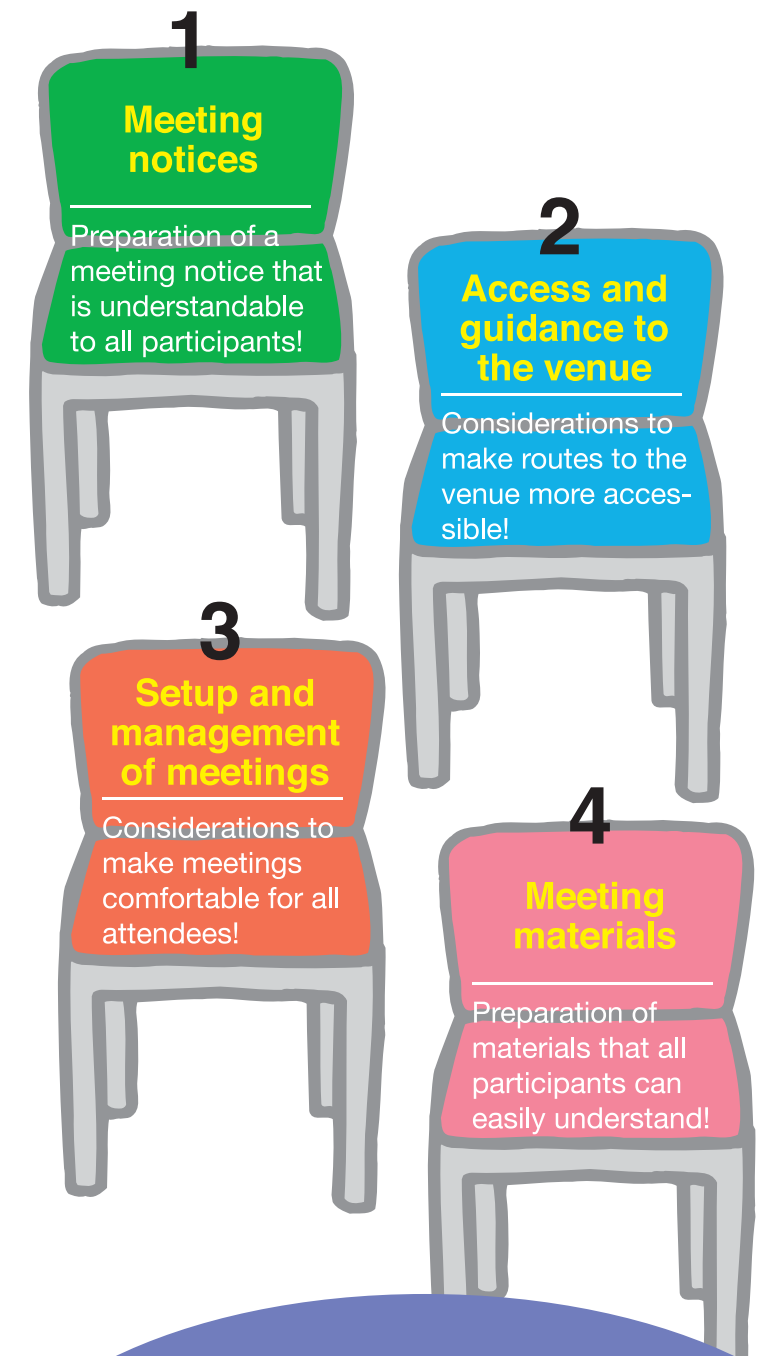 1
Meeting
notices
Preparation of a
meeting notice that
is understandable
to all participants!
2
Access and
guidance to
the venue
Considerations to
make routes to the
venue more acces-
sible!
3
Setup and
management
of meetings
Considerations to
make meetings
comfortable for all
attendees!
4
Meeting
materials
Preparation of
materials that all
participants can
easily understand!